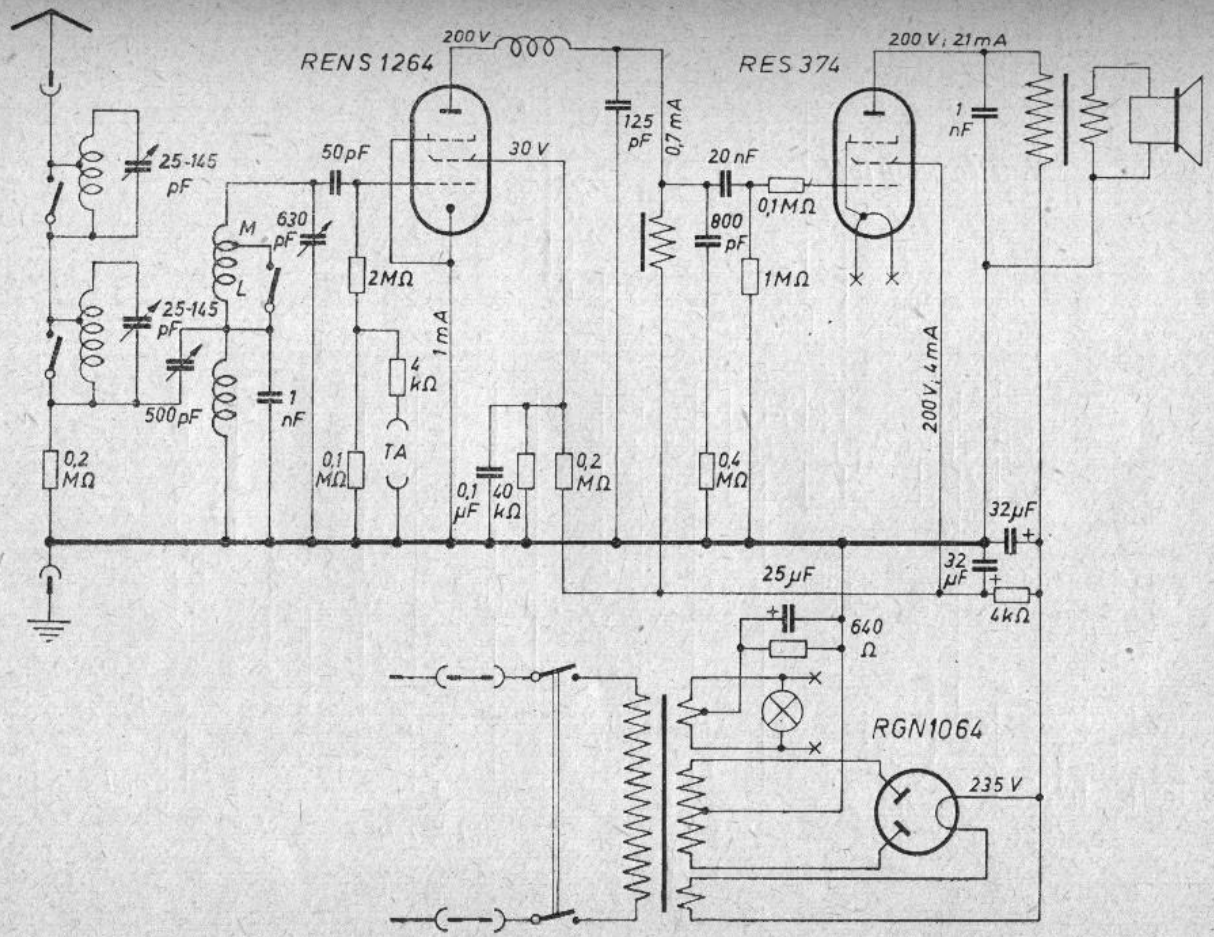 200 V
RENS 1264
200 V; 21 mA
RES 374
125
pF
0,7 mA
1
nF
25-145
pF
50 pF
30 V
20 nF
0,1 MΩ
630
pF
M
L
800
pF
2 MΩ
1 MΩ
25-145
pF
500 pF
1
nF
4
kΩ
1 mA
200 V; 4 mA
0,2
MΩ
0,1
MΩ
TA
0,1
µF
40
kΩ
0,2
MΩ
0,4
MΩ
32 µF
+
32
µF
+
25 µF
4 kΩ
+
640
Ω
RGN 1064
235 V